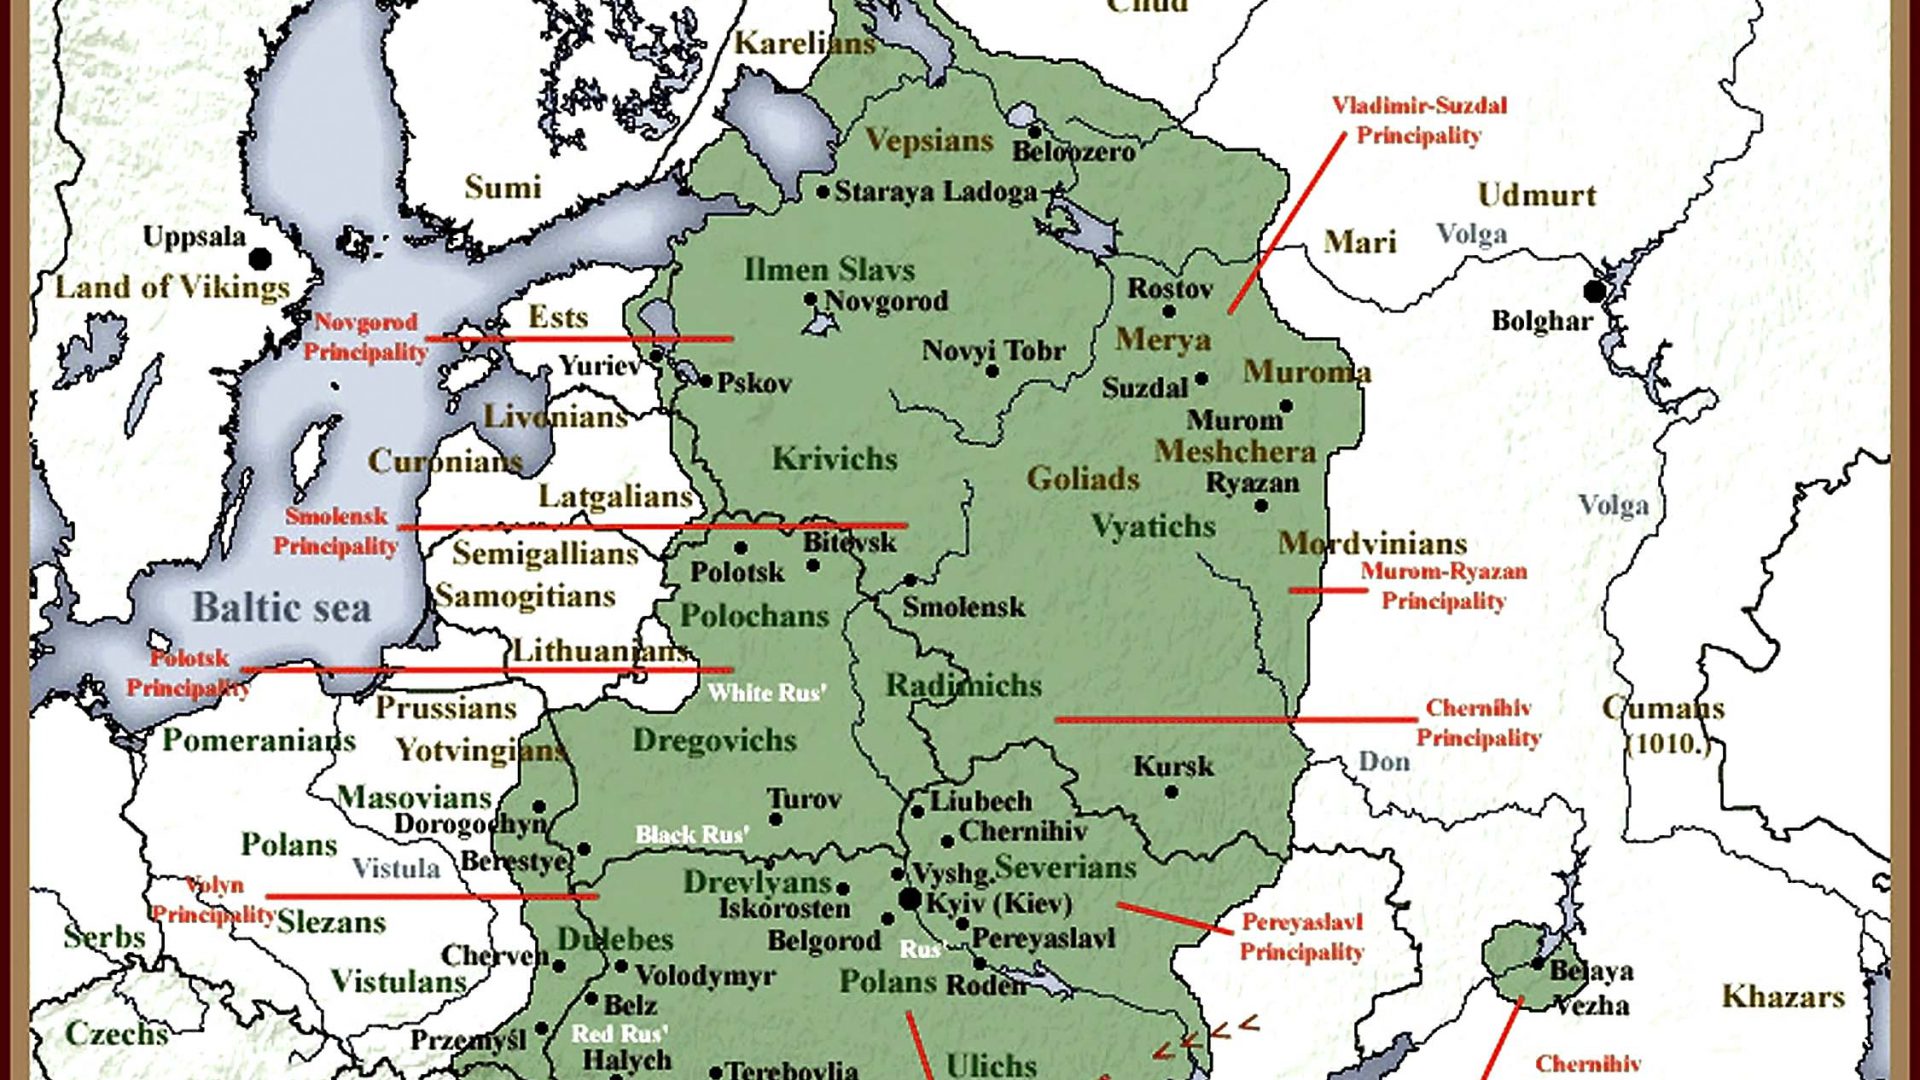 Chud
Karelians
Vladimir-Suzdal
Principality
Vepsians
Beloozero
Sumi
Staraya Ladoga
Udmurt
Uppsala
Mari
Volga
Land of Vikings
Ilmen Slavs
Rostov
Novgorod
Bolghar
Novgorod
Principality
Ests
Merya
Yuriev
Novyi Tobr
Pskov
Suzdal
Muroma
Livonians
Murom
Curonians
Krivichs
Meshchera
Goliads
Ryazan
Latgalians
Volga
Smolensk
Principality
Vyatichs
Semigallians
Bitevsk
Mordvinians
Polotsk
Murom-Ryazan
Principality
Baltic sea
Samogitians
Polochans
Smolensk
Lithuanians
Polotsk
Principality
White Rus'
Radimichs
Prussians
Chernihiv
Principality
Cumans
(1010.)
Pomeranians
Yotvingians
Dregovichs
Don
Kursk
Masovians
Dorogochyn
Turov
Liubech
Black Rus'
Chernihiv
Polans
Vistula
Berestye
Vyshg.
Severians
Volyn
Principality
Drevlyans
Iskorosten
Kyiv (Kiev)
Slezans
Pereyaslavl
Principality
Serbs
Cherven
Dulebes
Belgorod
Rus'
Pereyaslavl
Vistulans
Volodymyr
Polans
Roden
Belaya
Vezha
Khazars
Belz
Czechs
Przemyśl
Red Rus'
Halych
Terebovlia
Ulichs
Chernihiv